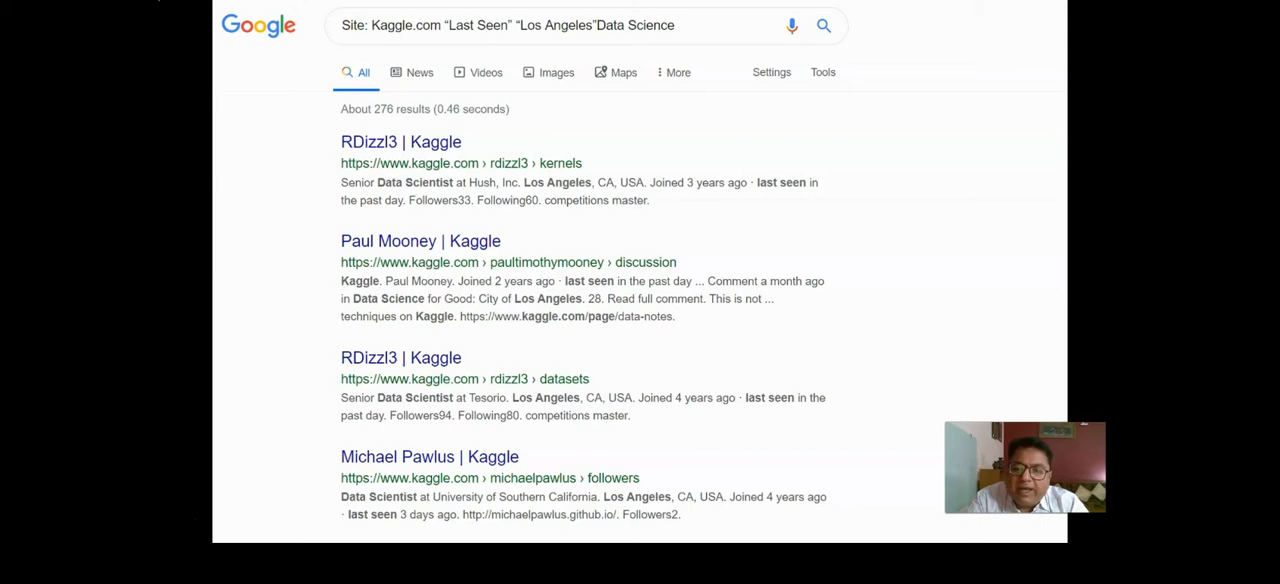 Google
Site: Kaggle.com “Last Seen” “Los Angeles”Data Science
All News Videos Images Maps More Settings Tools
About 276 results (0.46 seconds)
RDizzl3 | Kaggle
https://www.kaggle.com › rdizzl3 › kernels
Senior Data Scientist at Hush, Inc. Los Angeles, CA, USA. Joined 3 years ago · last seen in
the past day. Followers33. Following60. competitions master.
Paul Mooney | Kaggle
https://www.kaggle.com › paultimothymooney › discussion
Kaggle. Paul Mooney. Joined 2 years ago · last seen in the past day ... Comment a month ago
in Data Science for Good: City of Los Angeles. 28. Read full comment. This is not ...
techniques on Kaggle. https://www.kaggle.com/page/data-notes.
RDizzl3 | Kaggle
https://www.kaggle.com › rdizzl3 › datasets
Senior Data Scientist at Tesorio. Los Angeles, CA, USA. Joined 4 years ago · last seen in the
past day. Followers94. Following80. competitions master.
Michael Pawlus | Kaggle
https://www.kaggle.com › michaelpawlus › followers
Data Scientist at University of Southern California. Los Angeles, CA, USA. Joined 4 years ago
· last seen 3 days ago. http://michaelpawlus.github.io/. Followers2.